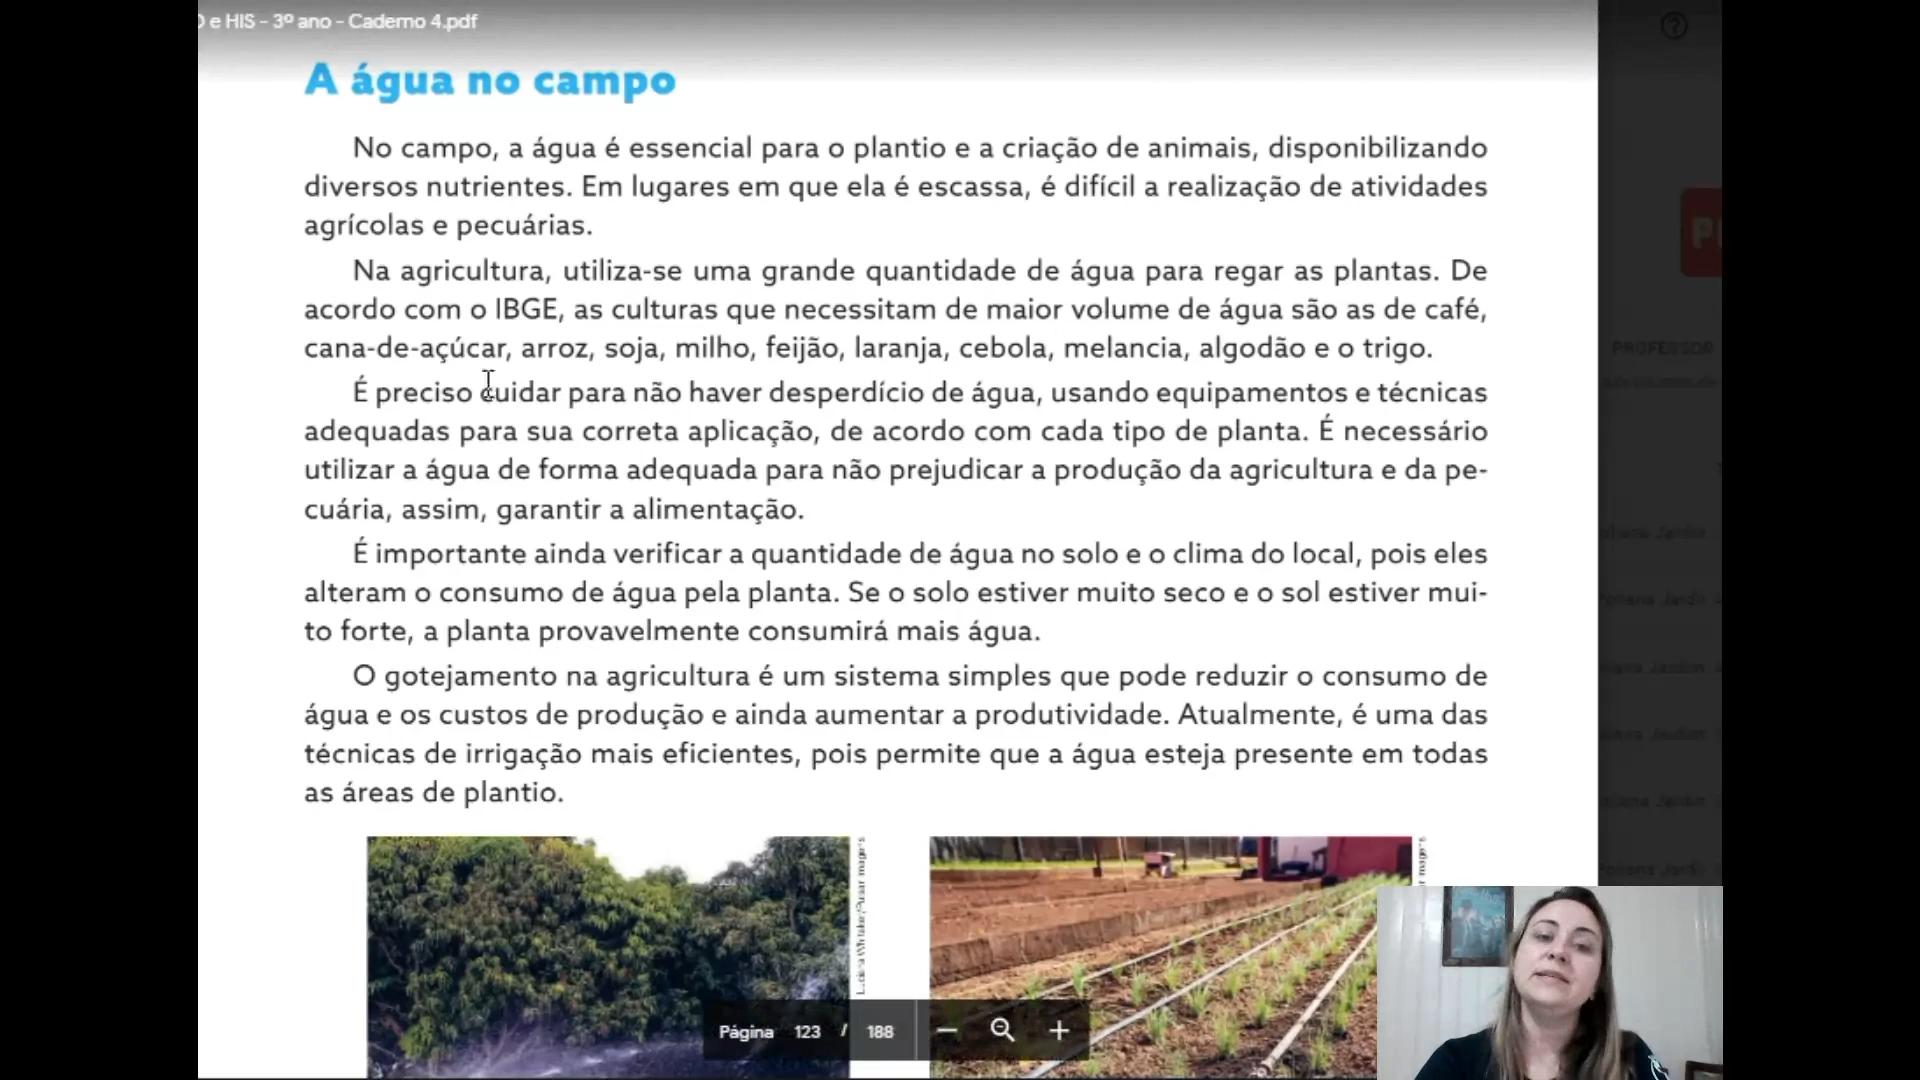 e HIS - 3º ano - Caderno 4.pdf
A água no campo
No campo, a água é essencial para o plantio e a criação de animais, disponibilizando
diversos nutrientes. Em lugares em que ela é escassa, é difícil a realização de atividades
agrícolas e pecuárias.
Na agricultura, utiliza-se uma grande quantidade de água para regar as plantas. De
acordo com o IBGE, as culturas que necessitam de maior volume de água são as de café,
cana-de-açúcar, arroz, soja, milho, feijão, laranja, cebola, melancia, algodão e o trigo.
É preciso cuidar para não haver desperdício de água, usando equipamentos e técnicas
adequadas para sua correta aplicação, de acordo com cada tipo de planta. É necessário
utilizar a água de forma adequada para não prejudicar a produção da agricultura e da pe-
cuária, assim, garantir a alimentação.
É importante ainda verificar a quantidade de água no solo e o clima do local, pois eles
alteram o consumo de água pela planta. Se o solo estiver muito seco e o sol estiver mui-
to forte, a planta provavelmente consumirá mais água.
O gotejamento na agricultura é um sistema simples que pode reduzir o consumo de
água e os custos de produção e ainda aumentar a produtividade. Atualmente, é uma das
técnicas de irrigação mais eficientes, pois permite que a água esteja presente em todas
as áreas de plantio.
PROFESSOR
Página 123 / 188